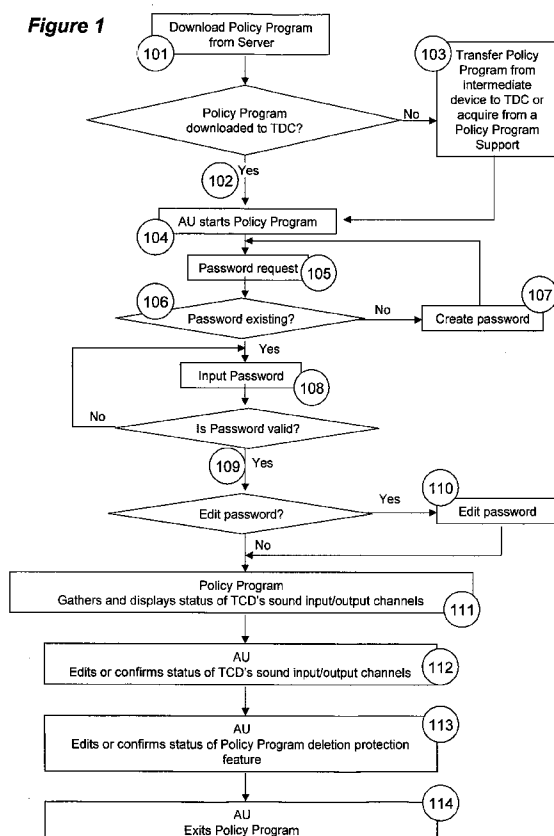 Figure 1
Download Policy Program
from Server
101
103
Transfer Policy
Program from
intermediate
device to TDC or
acquire from a
Policy Program
Support
Policy Program
downloaded to TDC?
No
Yes
102
AU starts Policy Program
104
Password request
105
106
Password existing?
No
107
Create password
Yes
Input Password
108
No
Is Password valid?
109
Yes
Edit password?
Yes
110
Edit password
No
Policy Program
Gathers and displays status of TCD's sound input/output channels
111
AU
Edits or confirms status of TCD's sound input/output channels
112
AU
Edits or confirms status of Policy Program deletion protection
feature
113
AU
Exits Policy Program
114